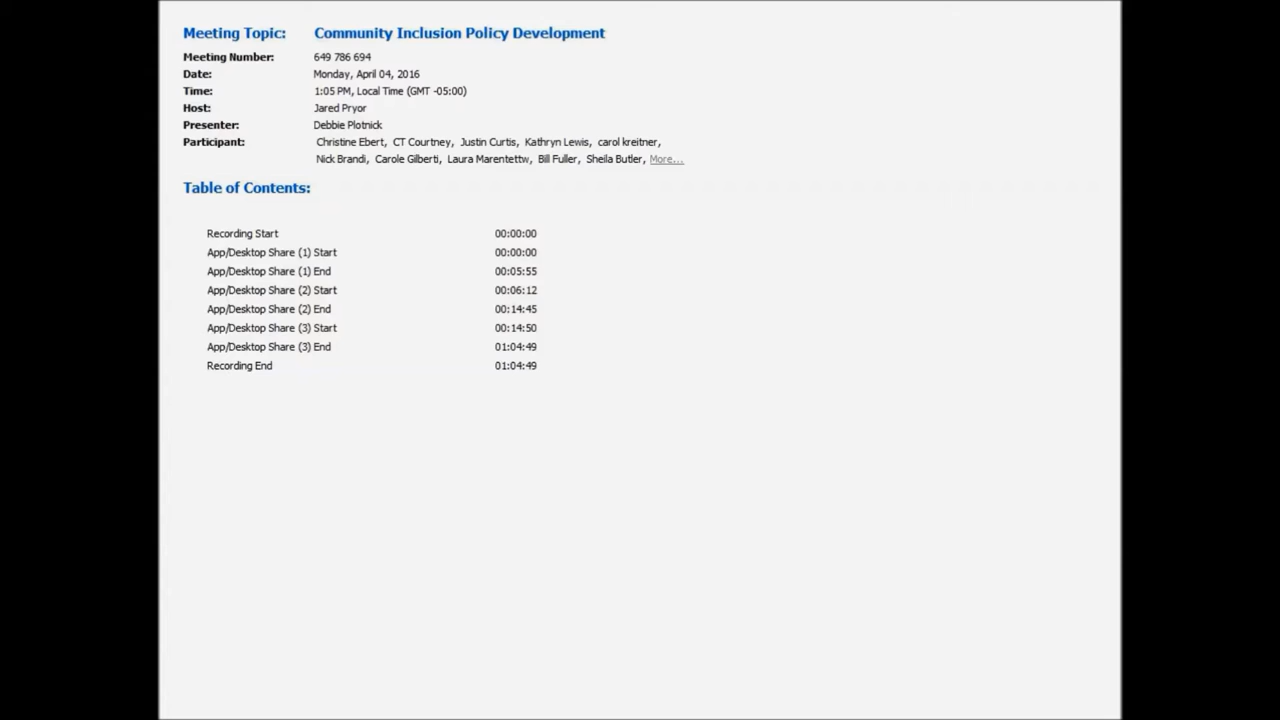 Meeting Topic: Community Inclusion Policy Development
Meeting Number: 649 786 694
Date: Monday, April 04, 2016
Time: 1:05 PM, Local Time (GMT -05:00)
Host: Jared Pryor
Presenter: Debbie Plotnick
Participant: Christine Ebert, CT Courtney, Justin Curtis, Kathryn Lewis, carol kreitner,
Nick Brandi, Carole Gilberti, Laura Marentettw, Bill Fuller, Sheila Butler, More...
Table of Contents:
Recording Start 00:00:00
App/Desktop Share (1) Start 00:00:00
App/Desktop Share (1) End 00:05:55
App/Desktop Share (2) Start 00:06:12
App/Desktop Share (2) End 00:14:45
App/Desktop Share (3) Start 00:14:50
App/Desktop Share (3) End 01:04:49
Recording End 01:04:49